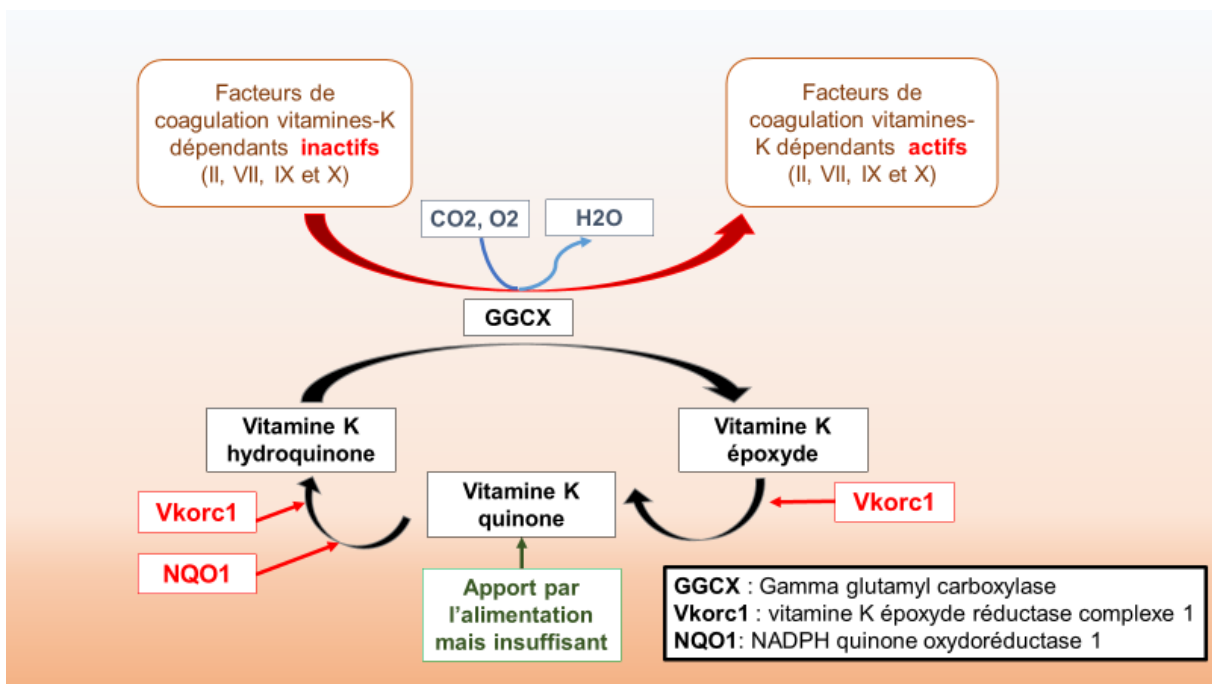 Facteurs de
coagulation vitamines-K
dépendants inactifs
(II, VII, IX et X)
Facteurs de
coagulation vitamines-
K dépendants actifs
(II, VII, IX et X)
CO2, O2
H2O
GGCX
Vitamine K
hydroquinone
Vitamine K
époxyde
Vkorc1
Vitamine K
quinone
Vkorc1
NQO1
Apport par
l'alimentation
mais insuffisant
GGCX : Gamma glutamyl carboxylase
Vkorc1 : vitamine K époxyde réductase complexe 1
NQO1: NADPH quinone oxydoréductase 1